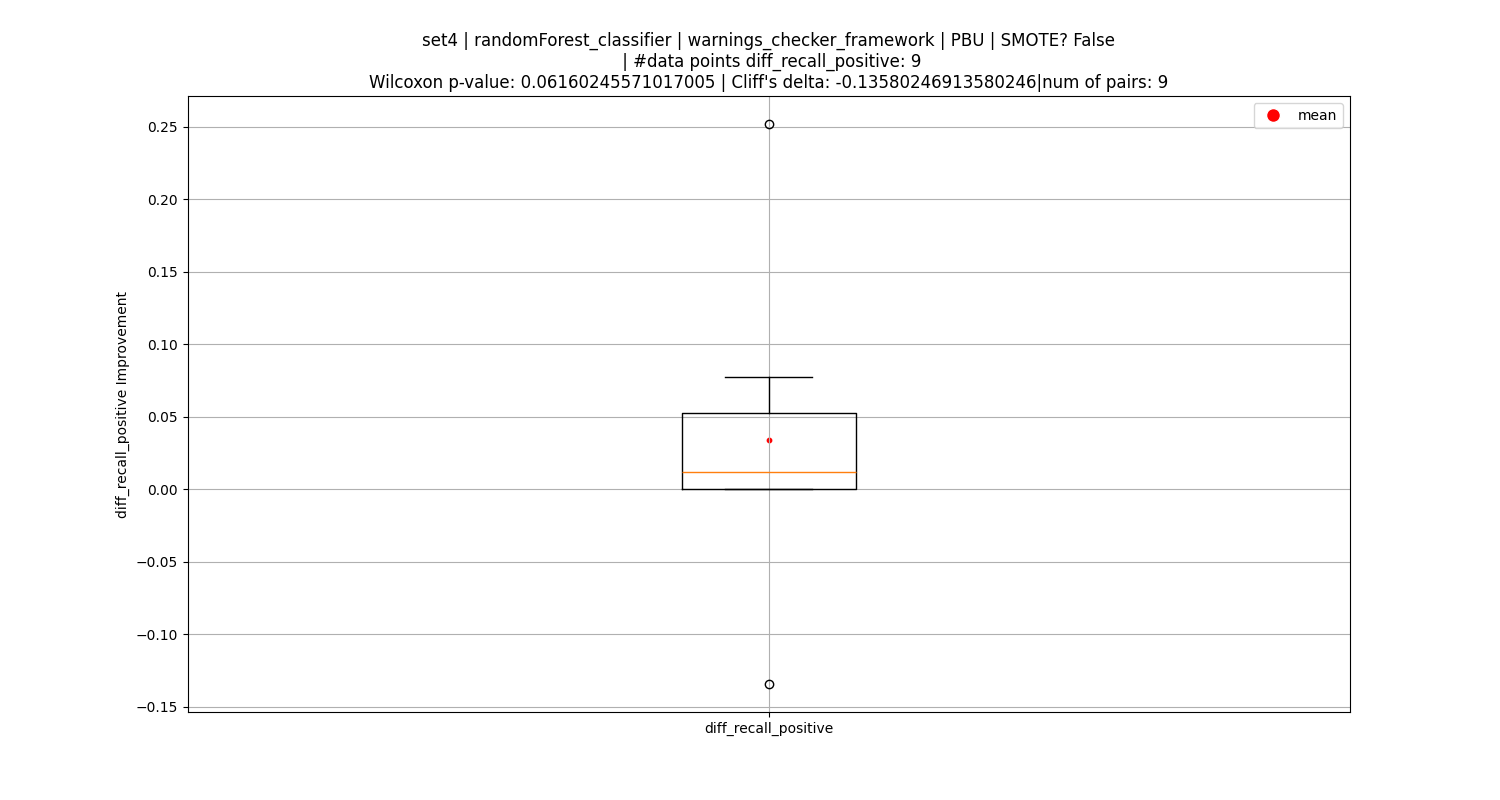 set4 | randomForest_classifier | warnings_checker_framework | PBU | SMOTE? False
| #data points diff_recall_positive: 9
Wilcoxon p-value: 0.06160245571017005 | Cliff's delta: -0.13580246913580246|num of pairs: 9
mean
0.25
0.20
0.15
0.10
0.05
0.00
−0.05
−0.10
−0.15
diff_recall_positive Improvement
diff_recall_positive